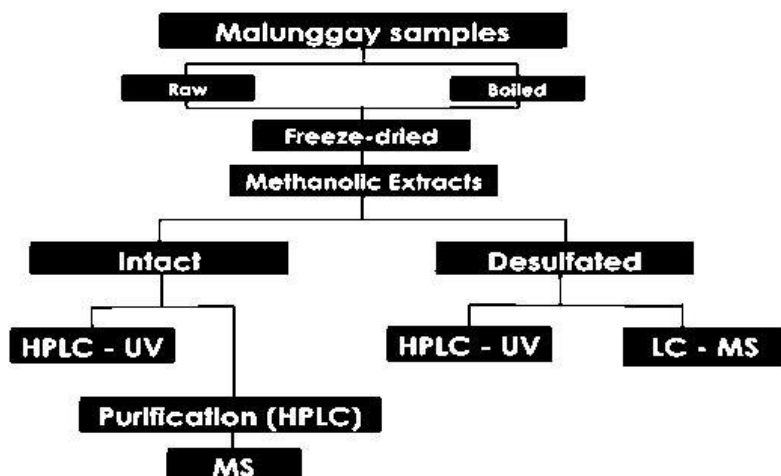 Malunggay samples
Raw
Boiled
Freeze-dried
Methanolic Extracts
Intact
Desulfated
HPLC - UV
HPLC - UV
LC - MS
Purification (HPLC)
MS